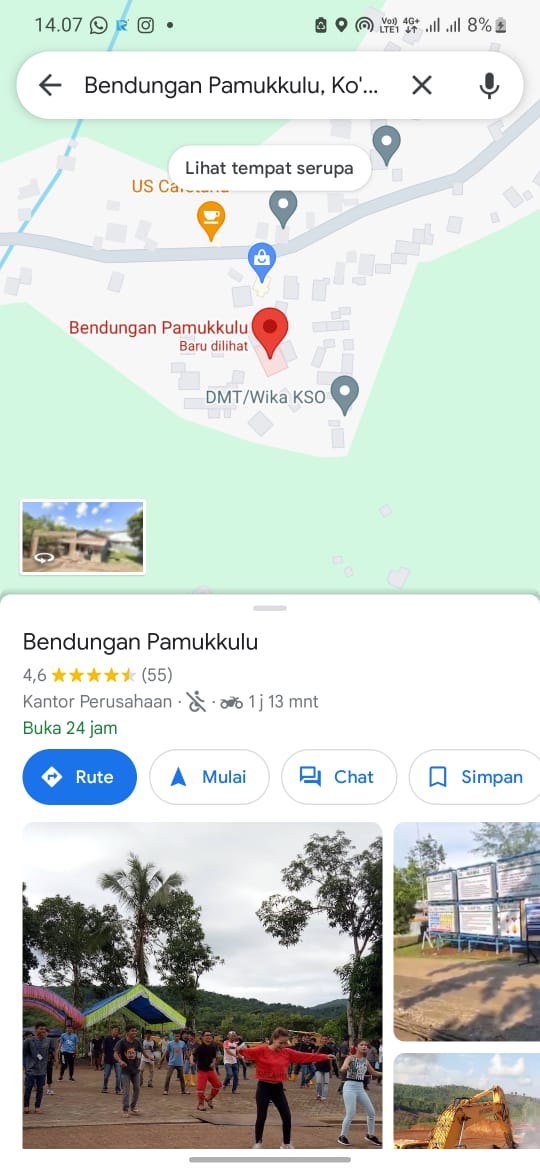 14.07
Vo)) 4G+
LTE1
8%
Bendungan Pamukkulu, Ko'...
Lihat tempat serupa
US
Bendungan Pamukkulu
Baru dilihat
DMT/Wika KSO
Bendungan Pamukkulu
4,6 (55)
Kantor Perusahaan · · 1 j 13 mnt
Buka 24 jam
Rute
Mulai
Chat
Simpan